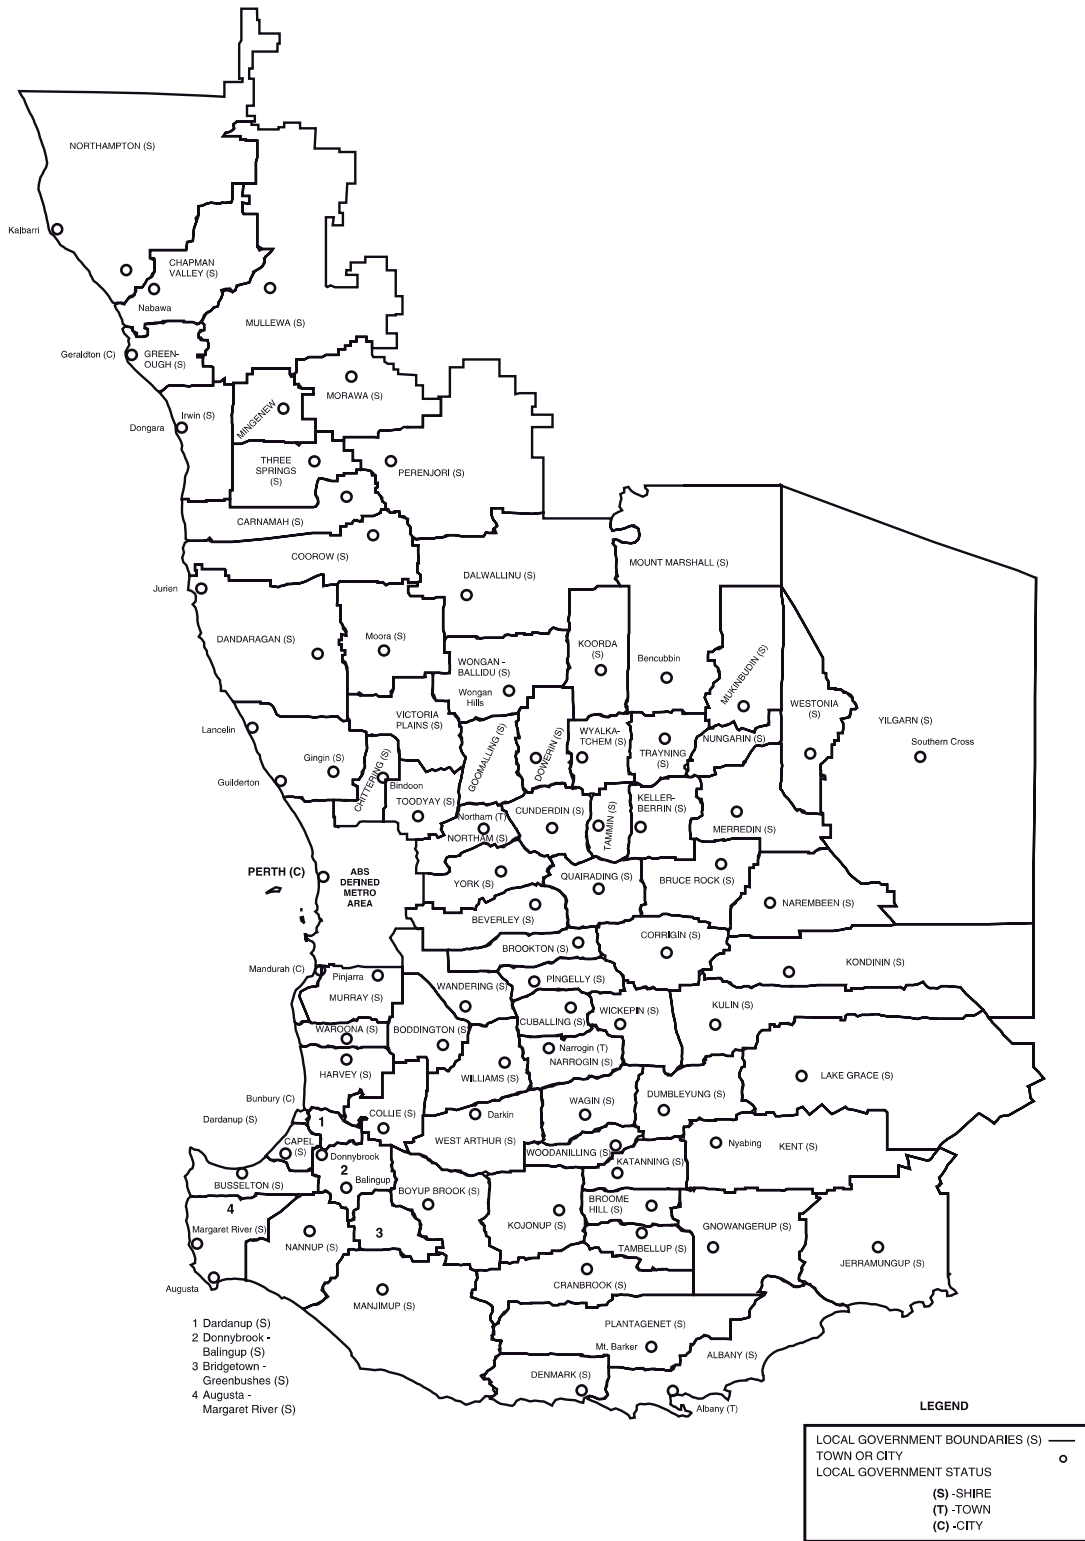 NORTHAMPTON (S)
Kalbarri
CHAPMAN
VALLEY (S)
Nabawa
MULLEWA (S)
Geraldton (C)
GREEN-
OUGH (S)
MORAWA (S)
Irwin (S)
MINGENEW
Dongara
THREE
SPRINGS
(S)
PERENJORI (S)
CARNAMAH (S)
COOROW (S)
MOUNT MARSHALL (S)
DALWALLINU (S)
Jurien
DANDARAGAN (S)
Moora (S)
KOORDA
(S)
WONGAN -
BALLIDU (S)
Bencubbin
MUKINBUDIN (S)
Wongan
Hills
WESTONIA
(S)
VICTORIA
PLAINS (S)
YILGARN (S)
Lancelin
GOOMALLING (S)
DOWERIN (S)
WYALKA-
TCHEM (S)
TRAYNING
(S)
NUNGARIN (S)
Southern Cross
Gingin (S)
CHITTERING (S)
Guilderton
Bindoon
TOODYAY (S)
KELLER-
BERRIN (S)
CUNDERDIN (S)
Northam (T)
TAMMIN (S)
MERREDIN (S)
NORTHAM (S)
PERTH (C)
ABS
DEFINED
METRO
AREA
YORK (S)
QUAIRADING (S)
BRUCE ROCK (S)
NAREMBEEN (S)
BEVERLEY (S)
CORRIGIN (S)
BROOKTON (S)
KONDININ (S)
Mandurah (C)
Pinjarra
MURRAY (S)
WANDERING (S)
PINGELLY (S)
KULIN (S)
WICKEPIN (S)
CUBALLING (S)
WAROONA (S)
BODDINGTON (S)
Narrogin (T)
NARROGIN (S)
HARVEY (S)
WILLIAMS (S)
LAKE GRACE (S)
DUMBLEYUNG (S)
Bunbury (C)
WAGIN (S)
COLLIE (S)
Darkin
Dardanup (S)
1
WEST ARTHUR (S)
CAPEL
(S)
Nyabing
KENT (S)
Donnybrook
WOODANILLING (S)
KATANNING (S)
2
BUSSELTON (S)
Balingup
BOYUP BROOK (S)
BROOME
HILL (S)
4
Margaret River (S)
3
KOJONUP (S)
GNOWANGERUP (S)
NANNUP (S)
TAMBELLUP (S)
JERRAMUNGUP (S)
Augusta
CRANBROOK (S)
MANJIMUP (S)
PLANTAGENET (S)
Mt. Barker
ALBANY (S)
DENMARK (S)
Albany (T)
1 Dardanup (S)
2 Donnybrook -
Balingup (S)
3 Bridgetown -
Greenbushes (S)
4 Augusta -
Margaret River (S)
LEGEND
LOCAL GOVERNMENT BOUNDARIES (S)
TOWN OR CITY
LOCAL GOVERNMENT STATUS
(S) -SHIRE
(T) -TOWN
(C) -CITY